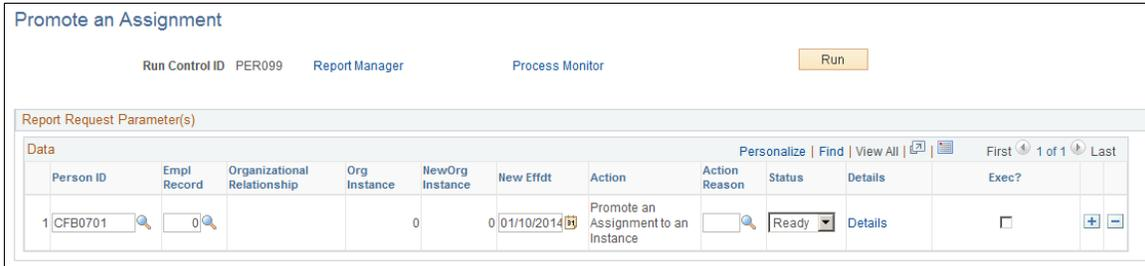 Promote an Assignment
Run Control ID PER099 Report Manager Process Monitor Run
Report Request Parameter(s)
Data Personalize | Find | View All | | First 1 of 1 Last
Person ID Empl Record Organizational Relationship Org Instance NewOrg Instance New Effdt Action Action Reason Status Details Exec?
1 CFB0701 0 0 0 01/10/2014 Promote an Assignment to an Instance Ready Details